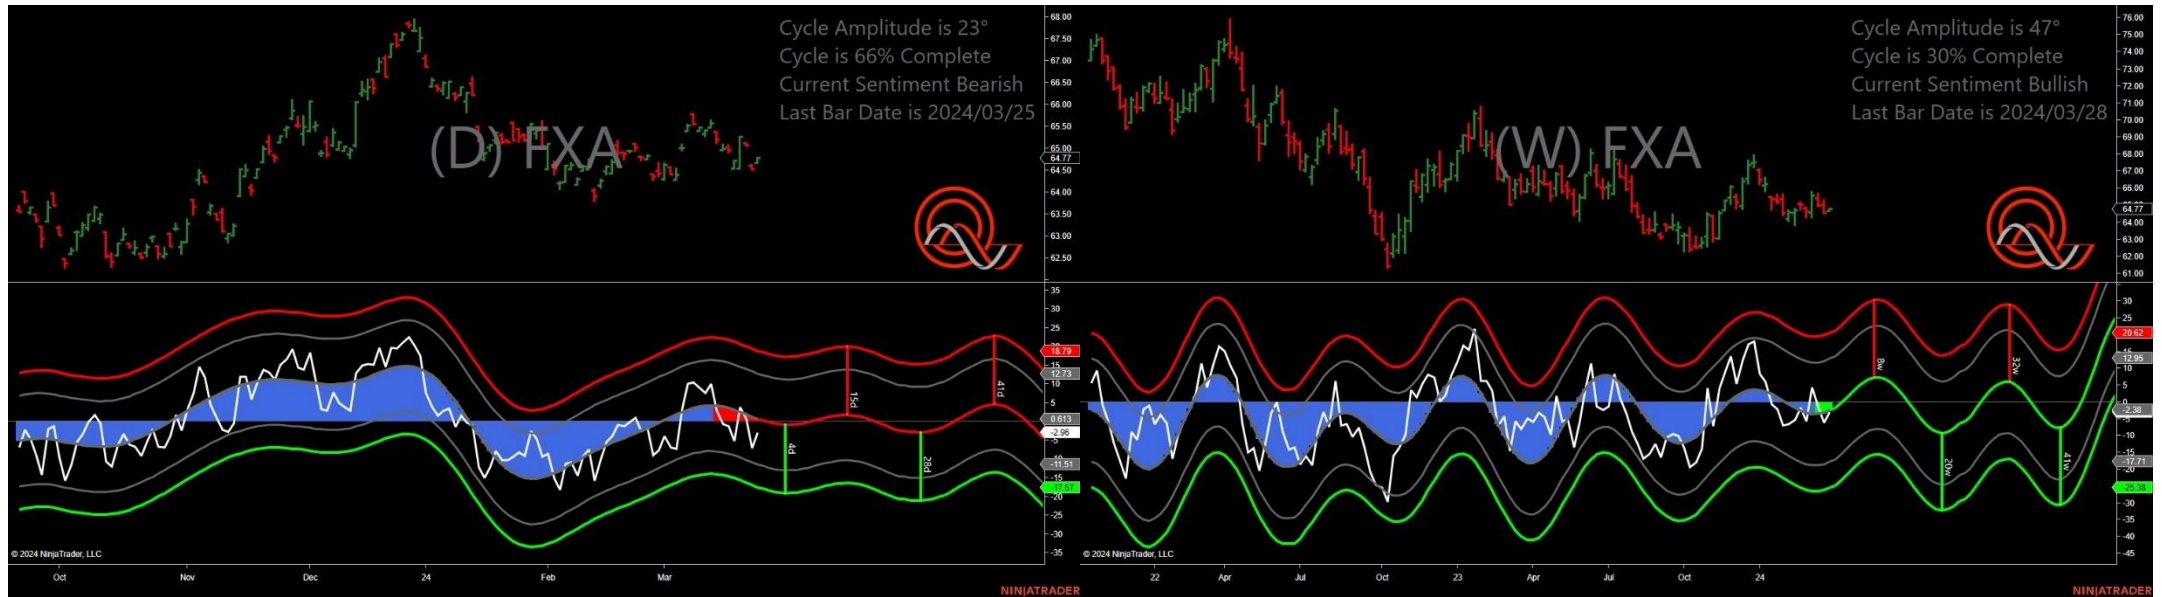 Cycle Amplitude is 23°
Cycle is 66% Complete
Current Sentiment Bearish
Last Bar Date is 2024/03/25
(D) FXA
68.00
67.50
67.00
66.50
66.00
65.50
65.00
64.77
64.50
64.00
63.50
63.00
62.50
35
30
25
20
18.79
15
12.73
10
5
0.613
-2.96
-5
-10
-11.51
-15
-17.57
-20
-25
-30
-35
15d
41d
4d
28d
© 2024 NinjaTrader, LLC
Oct
Nov
Dec
24
Feb
Mar
NINJATRADER
Cycle Amplitude is 47°
Cycle is 30% Complete
Current Sentiment Bullish
Last Bar Date is 2024/03/28
(W) FXA
76.00
75.00
74.00
73.00
72.00
71.00
70.00
69.00
68.00
67.00
66.00
64.77
64.00
63.00
62.00
61.00
30
25
20.62
15
12.95
10
5
0
-2.38
-10
-15
-17.71
-20
-25.38
-30
-35
-40
-45
8w
32w
20w
41w
© 2024 NinjaTrader, LLC
22
Apr
Jul
Oct
23
Apr
Jul
Oct
24
NINJATRADER